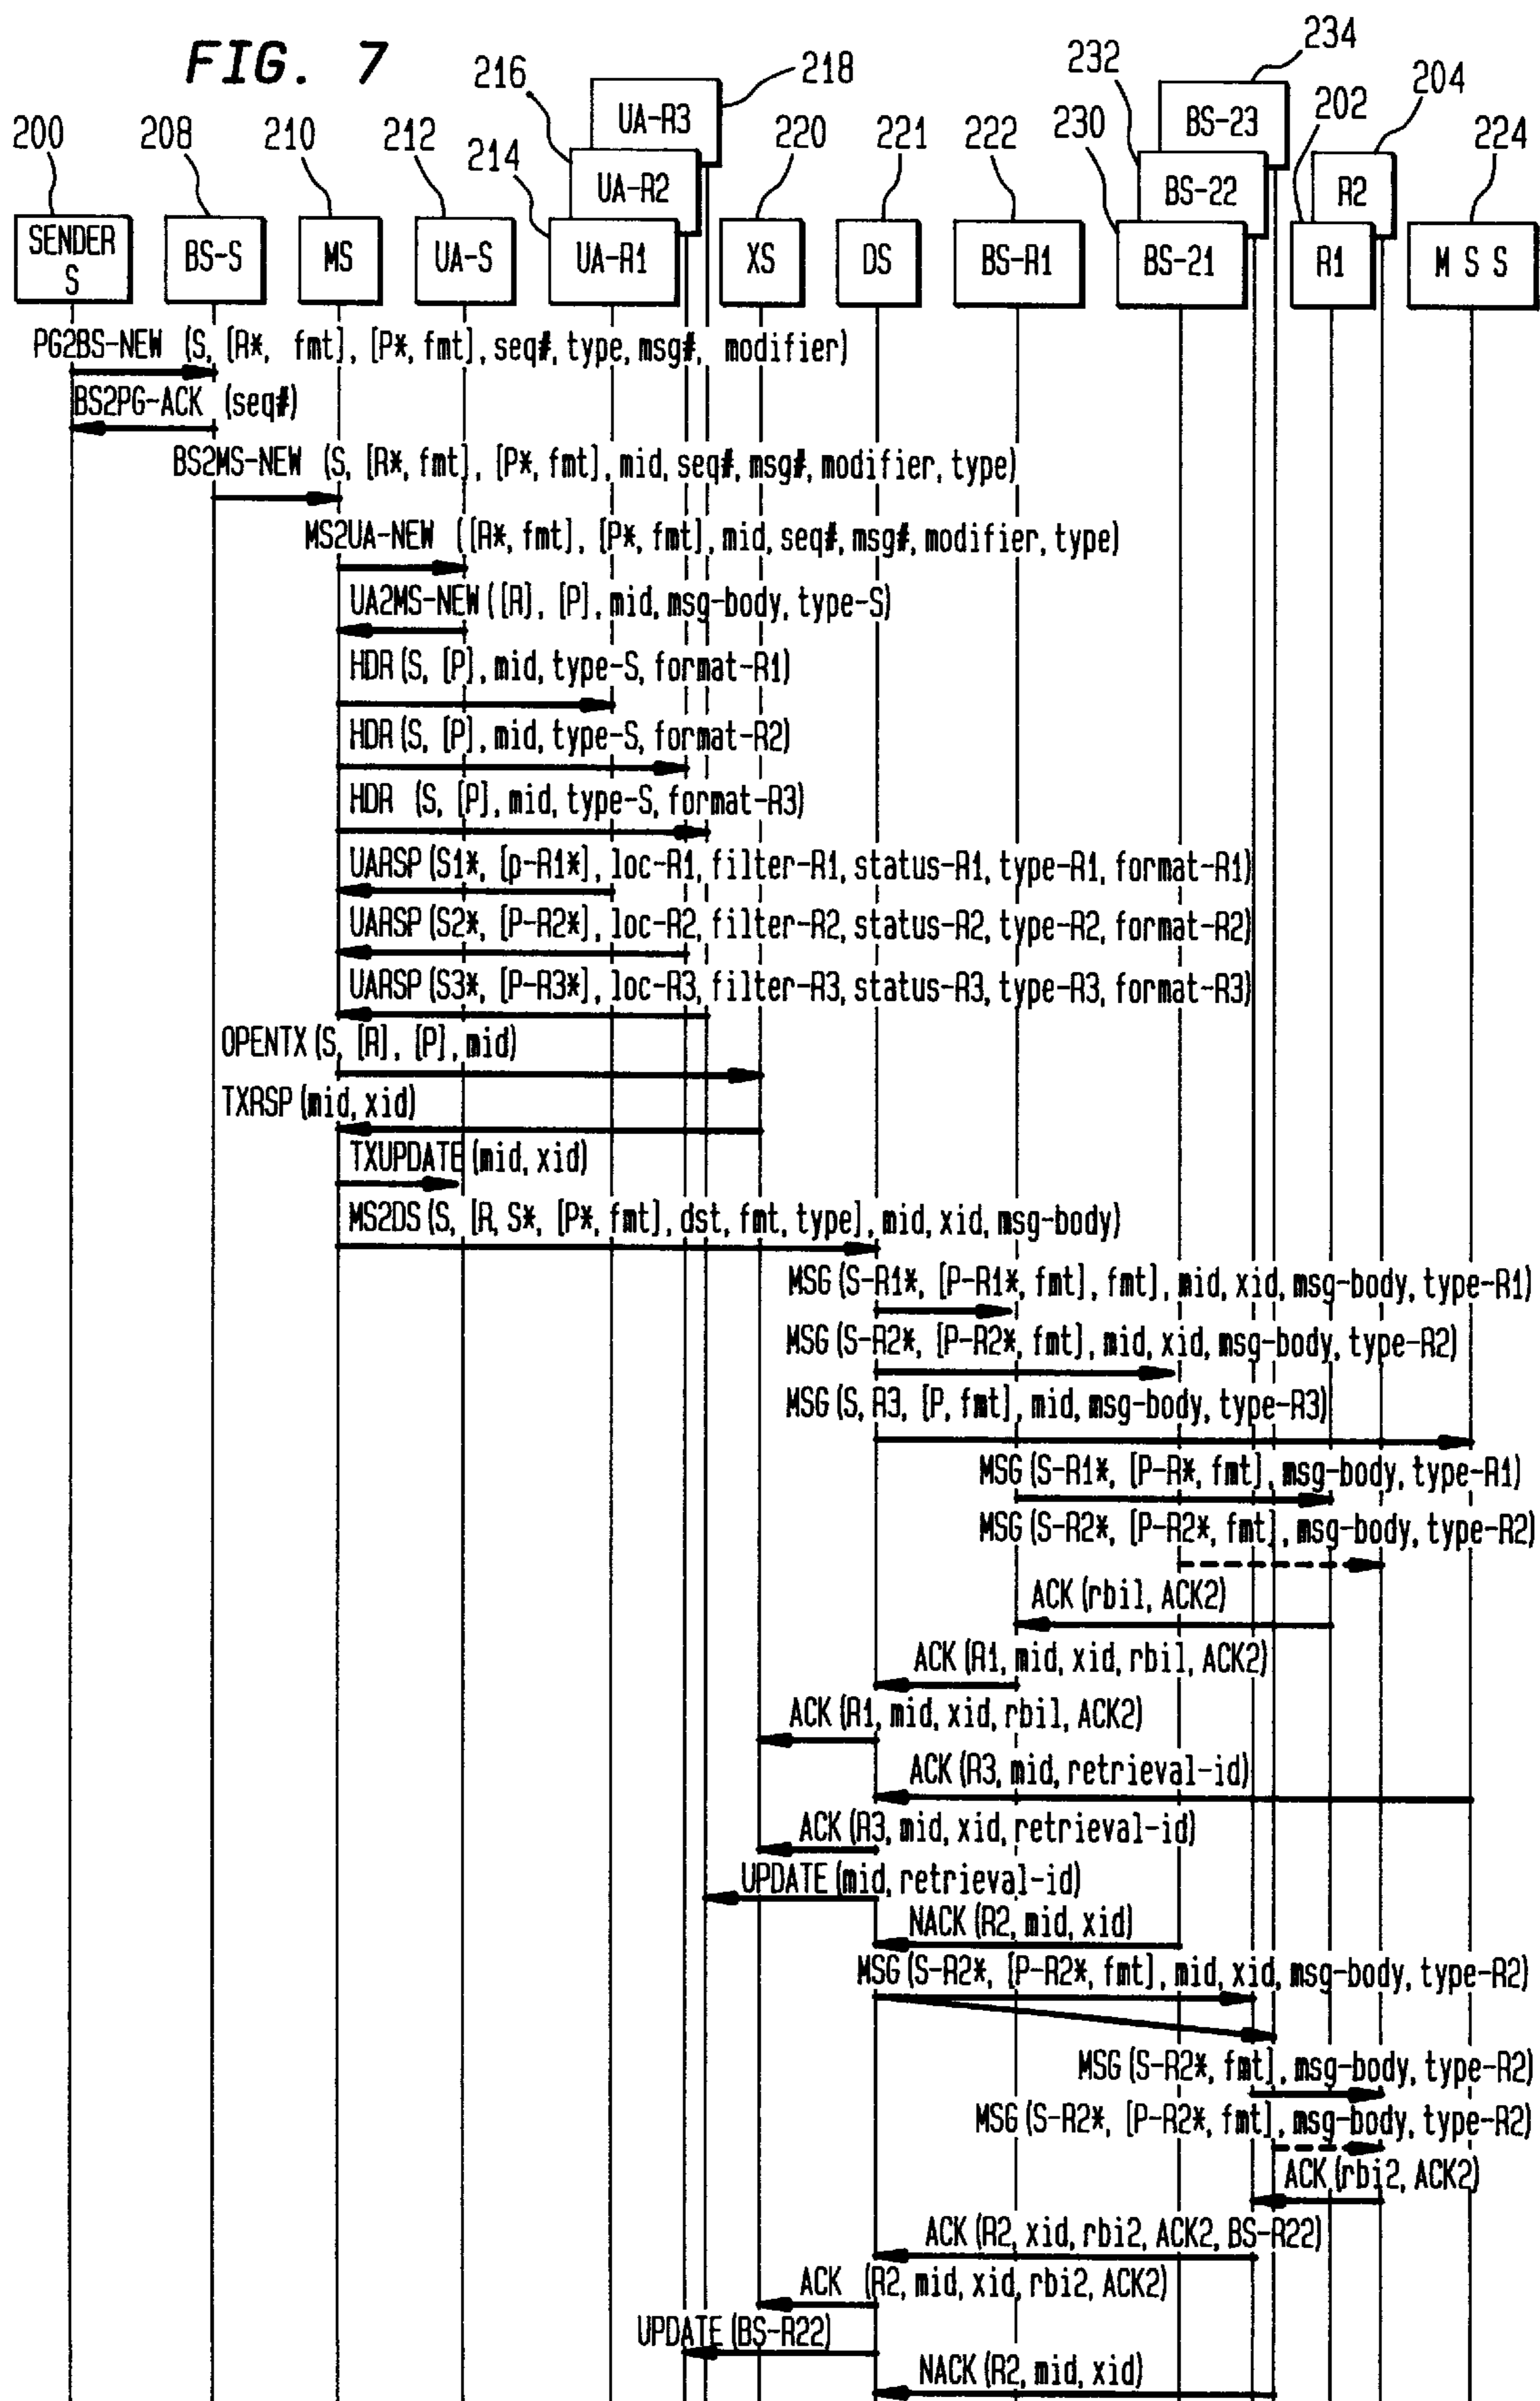 FIG. 7
234
218
232
216
204
202
200
208
210
212
214
220
221
222
230
224
UA-R3
BS-23
UA-R2
BS-22
R2
SENDER
S
BS-S
MS
UA-S
UA-R1
XS
DS
BS-R1
BS-21
R1
M S S
PG2BS-NEW (S, [R*, fmt], [P*, fmt], seq#, type, msg#, modifier)
BS2PG-ACK (seq#)
BS2MS-NEW (S, [R*, fmt], [P*, fmt], mid, seq#, msg#, modifier, type)
MS2UA-NEW ([R*, fmt], [P*, fmt], mid, seq#, msg#, modifier, type)
UA2MS-NEW ([R], [P], mid, msg-body, type-S)
HDR (S, [P], mid, type-S, format-R1)
HDR (S, [P], mid, type-S, format-R2)
HDR (S, [P], mid, type-S, format-R3)
UARSP (S1*, [p-R1*], loc-R1, filter-R1, status-R1, type-R1, format-R1)
UARSP (S2*, [P-R2*], loc-R2, filter-R2, status-R2, type-R2, format-R2)
UARSP (S3*, [P-R3*], loc-R3, filter-R3, status-R3, type-R3, format-R3)
OPENTX (S, [R], [P], mid)
TXRSP (mid, xid)
TXUPDATE (mid, xid)
MS2DS (S, [R, S*, [P*, fmt], dst, fmt, type], mid, xid, msg-body)
MSG (S-R1*, [P-R1*, fmt], fmt], mid, xid, msg-body, type-R1)
MSG (S-R2*, [P-R2*, fmt], mid, xid, msg-body, type-R2)
MSG (S, R3, [P, fmt], mid, msg-body, type-R3)
MSG (S-R1*, [P-R*, fmt], msg-body, type-R1)
MSG (S-R2*, [P-R2*, fmt], msg-body, type-R2)
ACK (rbi1, ACK2)
ACK (R1, mid, xid, rbi1, ACK2)
ACK (R1, mid, xid, rbi1, ACK2)
ACK (R3, mid, retrieval-id)
ACK (R3, mid, xid, retrieval-id)
UPDATE (mid, retrieval-id)
NACK (R2, mid, xid)
MSG (S-R2*, [P-R2*, fmt], mid, xid, msg-body, type-R2)
MSG (S-R2*, fmt], msg-body, type-R2)
MSG (S-R2*, [P-R2*, fmt], msg-body, type-R2)
ACK (rbi2, ACK2)
ACK (R2, xid, rbi2, ACK2, BS-R22)
ACK (R2, mid, xid, rbi2, ACK2)
UPDATE (BS-R22)
NACK (R2, mid, xid)